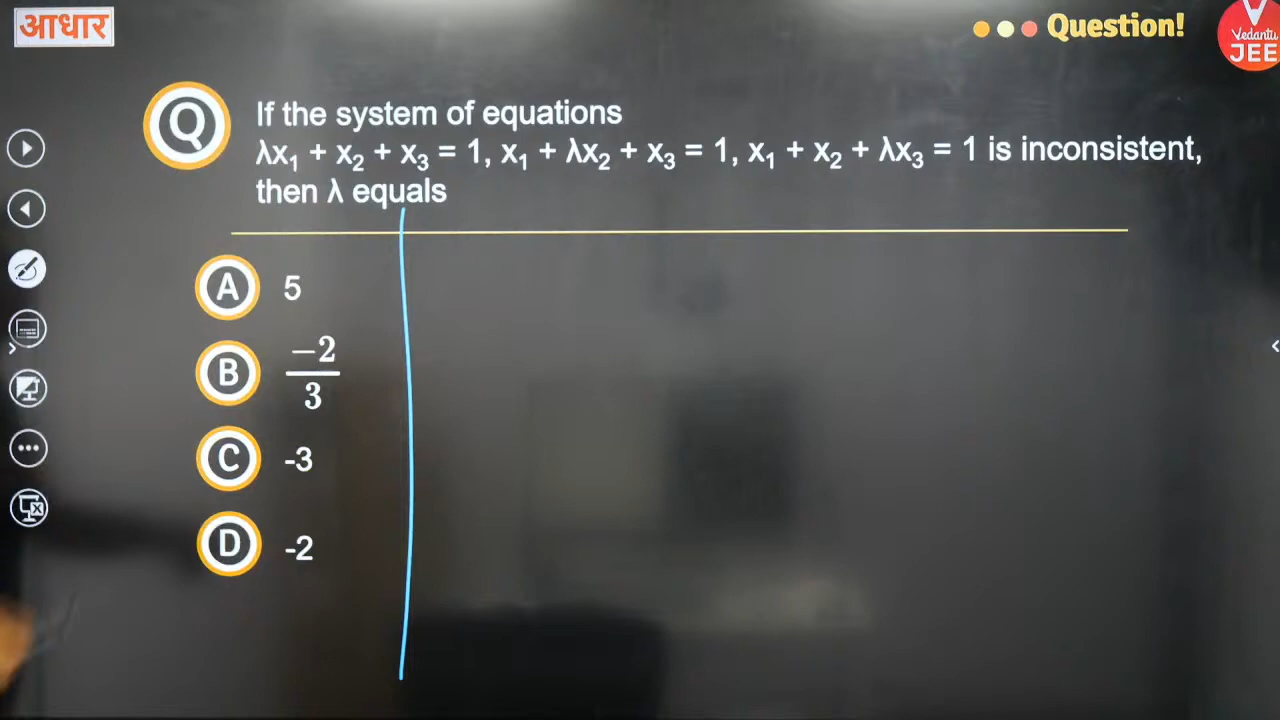 आधार
Question!
Vedantu
JEE
Q
If the system of equations
λx₁ + x₂ + x₃ = 1, x₁ + λx₂ + x₃ = 1, x₁ + x₂ + λx₃ = 1 is inconsistent,
then λ equals
A 5
B −2/3
C -3
D -2